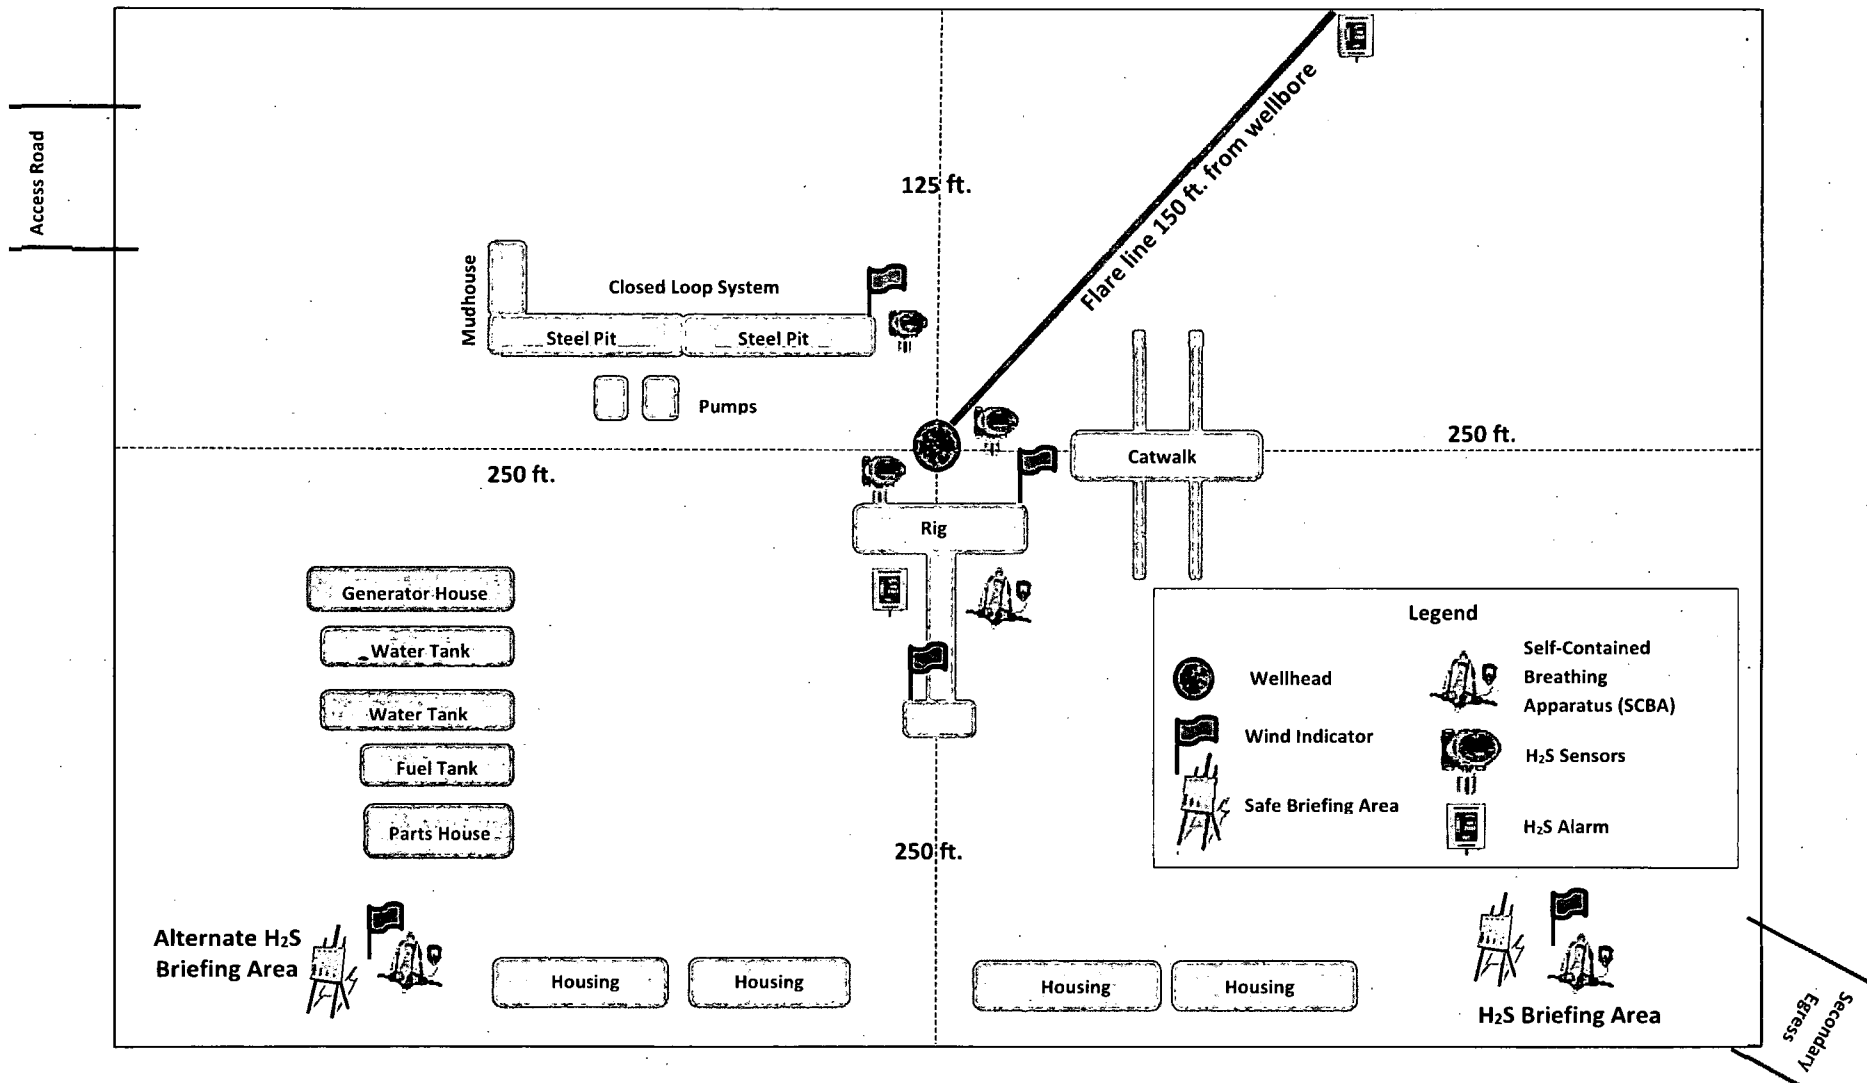 Access Road
125 ft.
Flare line 150 ft. from wellbore
Mudhouse
Closed Loop System
Steel Pit
Steel Pit
Pumps
250 ft.
250 ft.
Catwalk
Rig
Generator House
Water Tank
Water Tank
Fuel Tank
Parts House
250 ft.
Legend
Wellhead
Wind Indicator
Safe Briefing Area
Self-Contained
Breathing
Apparatus (SCBA)
H2S Sensors
H2S Alarm
Alternate H2S
Briefing Area
Housing
Housing
Housing
Housing
H2S Briefing Area
Secondary
Egress